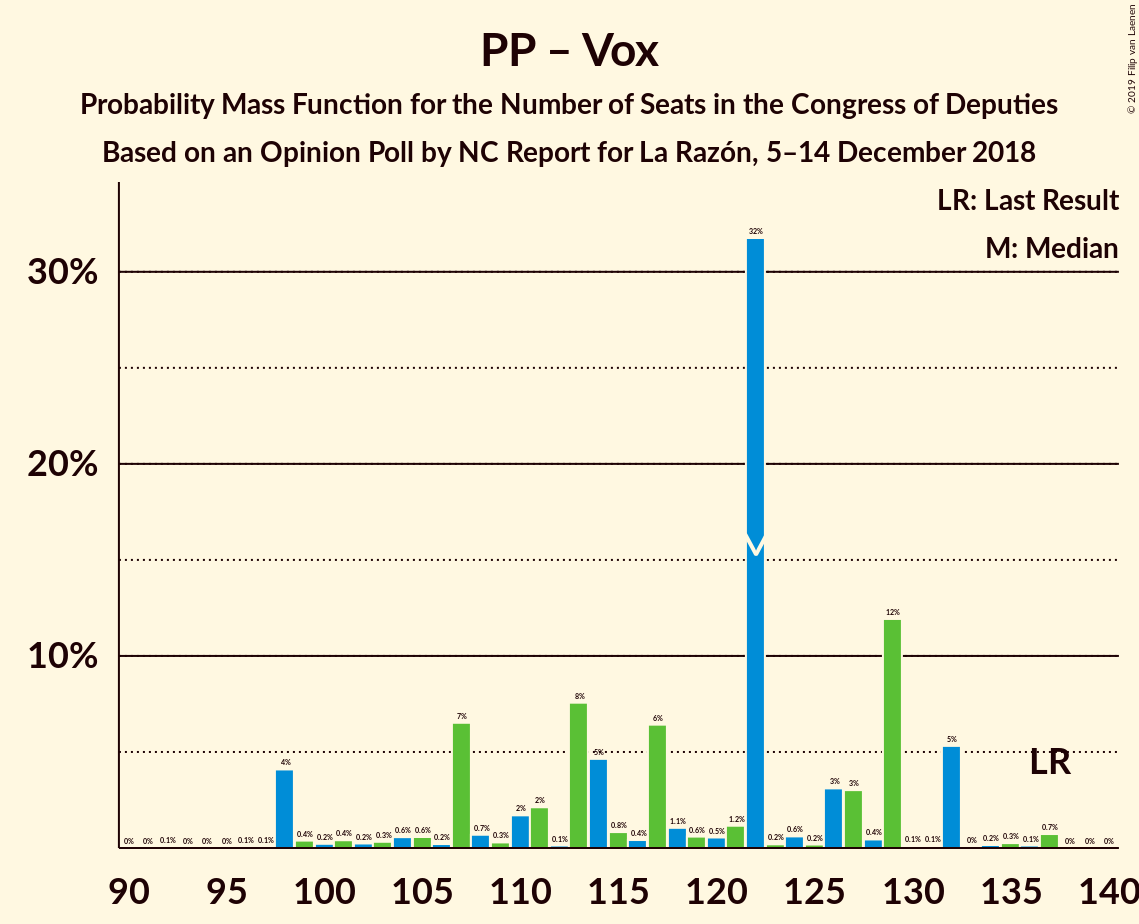 PP – Vox
Probability Mass Function for the Number of Seats in the Congress of Deputies
Based on an Opinion Poll by NC Report for La Razón, 5–14 December 2018
© 2019 Filip van Laenen
LR: Last Result
M: Median
30%
20%
10%
0% 0% 0.1% 0% 0% 0% 0.1% 0.1% 4% 0.4% 0.2% 0.4% 0.2% 0.3% 0.6% 0.6% 0.2% 7% 0.7% 0.3% 2% 2% 0.1% 8% 5% 0.8% 0.4% 6% 1.1% 0.6% 0.5% 1.2% 32% 0.2% 0.6% 0.2% 3% 3% 0.4% 12% 0.1% 0.1% 5% 0% 0.2% 0.3% 0.1% 0.7% 0% 0% 0%
LR
90 95 100 105 110 115 120 125 130 135 140